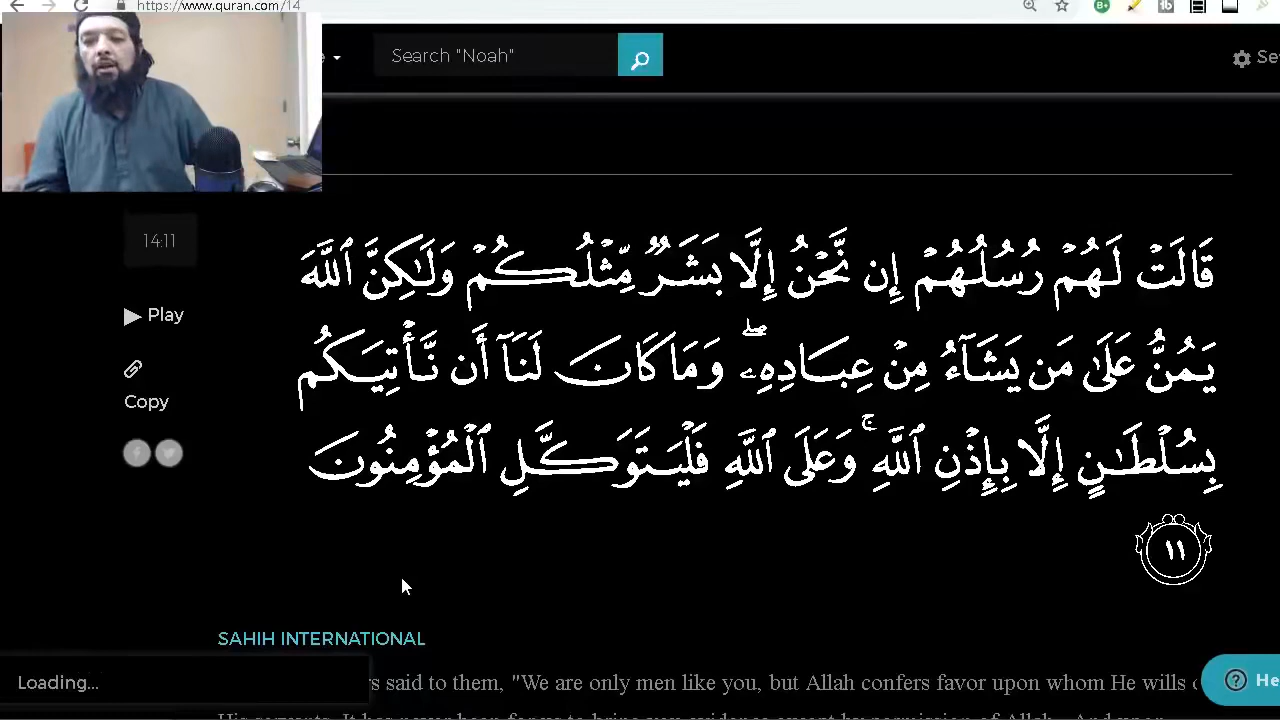 https://www.quran.com/14
Search "Noah"
14:11
قَالَتْ لَهُمْ رُسُلُهُمْ إِن نَّحْنُ إِلَّا بَشَرٌ مِّثْلُكُمْ وَلَٰكِنَّ ٱللَّهَ
يَمُنُّ عَلَىٰ مَن يَشَآءُ مِنْ عِبَادِهِۦ ۖ وَمَا كَانَ لَنَآ أَن نَّأْتِيَكُم
بِسُلْطَـٰنٍ إِلَّا بِإِذْنِ ٱللَّهِ ۚ وَعَلَى ٱللَّهِ فَلْيَتَوَكَّلِ ٱلْمُؤْمِنُونَ
١١
Play
Copy
SAHIH INTERNATIONAL
said to them, "We are only men like you, but Allah confers favor upon whom He wills
Loading...